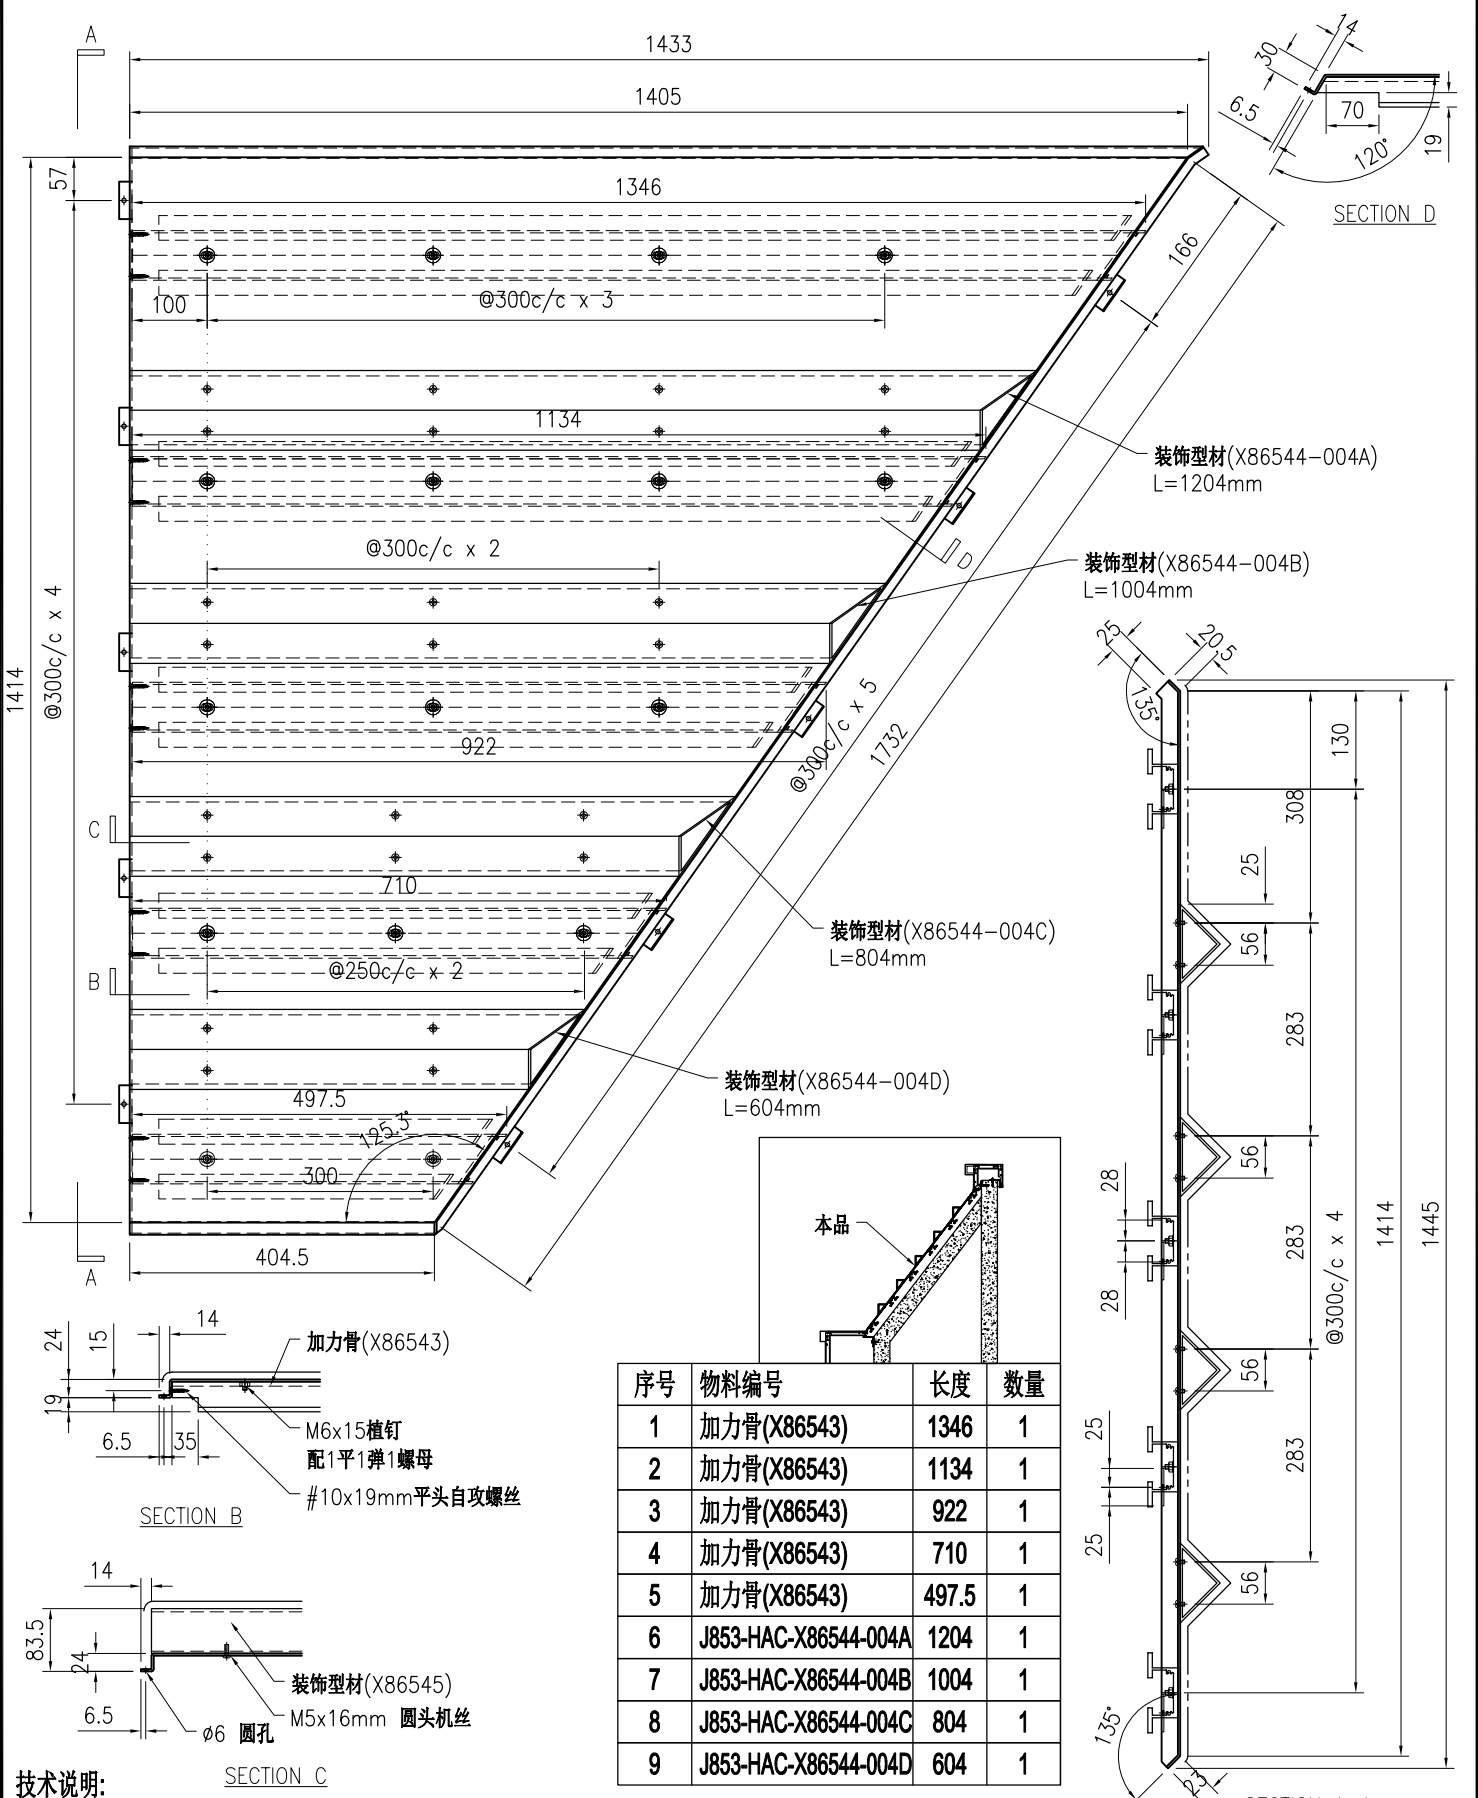 A
1433
1405
14
30
6.5
70
19
120°
SECTION D
57
1346
100
@300c/c x 3
166
1134
装饰型材(X86544-004A)
L=1204mm
@300c/c x 2
D
装饰型材(X86544-004B)
L=1004mm
1414
@300c/c x 4
922
@300c/c x 5
1732
C
710
装饰型材(X86544-004C)
L=804mm
B
@250c/c x 2
装饰型材(X86544-004D)
L=604mm
497.5
125.3°
300
404.5
A
25
20.5
135°
130
308
25
56
283
56
28
283
28
@300c/c x 4
1414
1445
56
25
283
25
56
135°
23
本品
24
15
14
加力骨(X86543)
19
6.5
35
M6x15植钉
配1平1弹1螺母
#10x19mm平头自攻螺丝
SECTION B
14
83.5
24
6.5
装饰型材(X86545)
M5x16mm 圆头机丝
ø6 圆孔
SECTION C
序号 物料编号 长度 数量
1 加力骨(X86543) 1346 1
2 加力骨(X86543) 1134 1
3 加力骨(X86543) 922 1
4 加力骨(X86543) 710 1
5 加力骨(X86543) 497.5 1
6 J853-HAC-X86544-004A 1204 1
7 J853-HAC-X86544-004B 1004 1
8 J853-HAC-X86544-004C 804 1
9 J853-HAC-X86544-004D 604 1
技术说明: